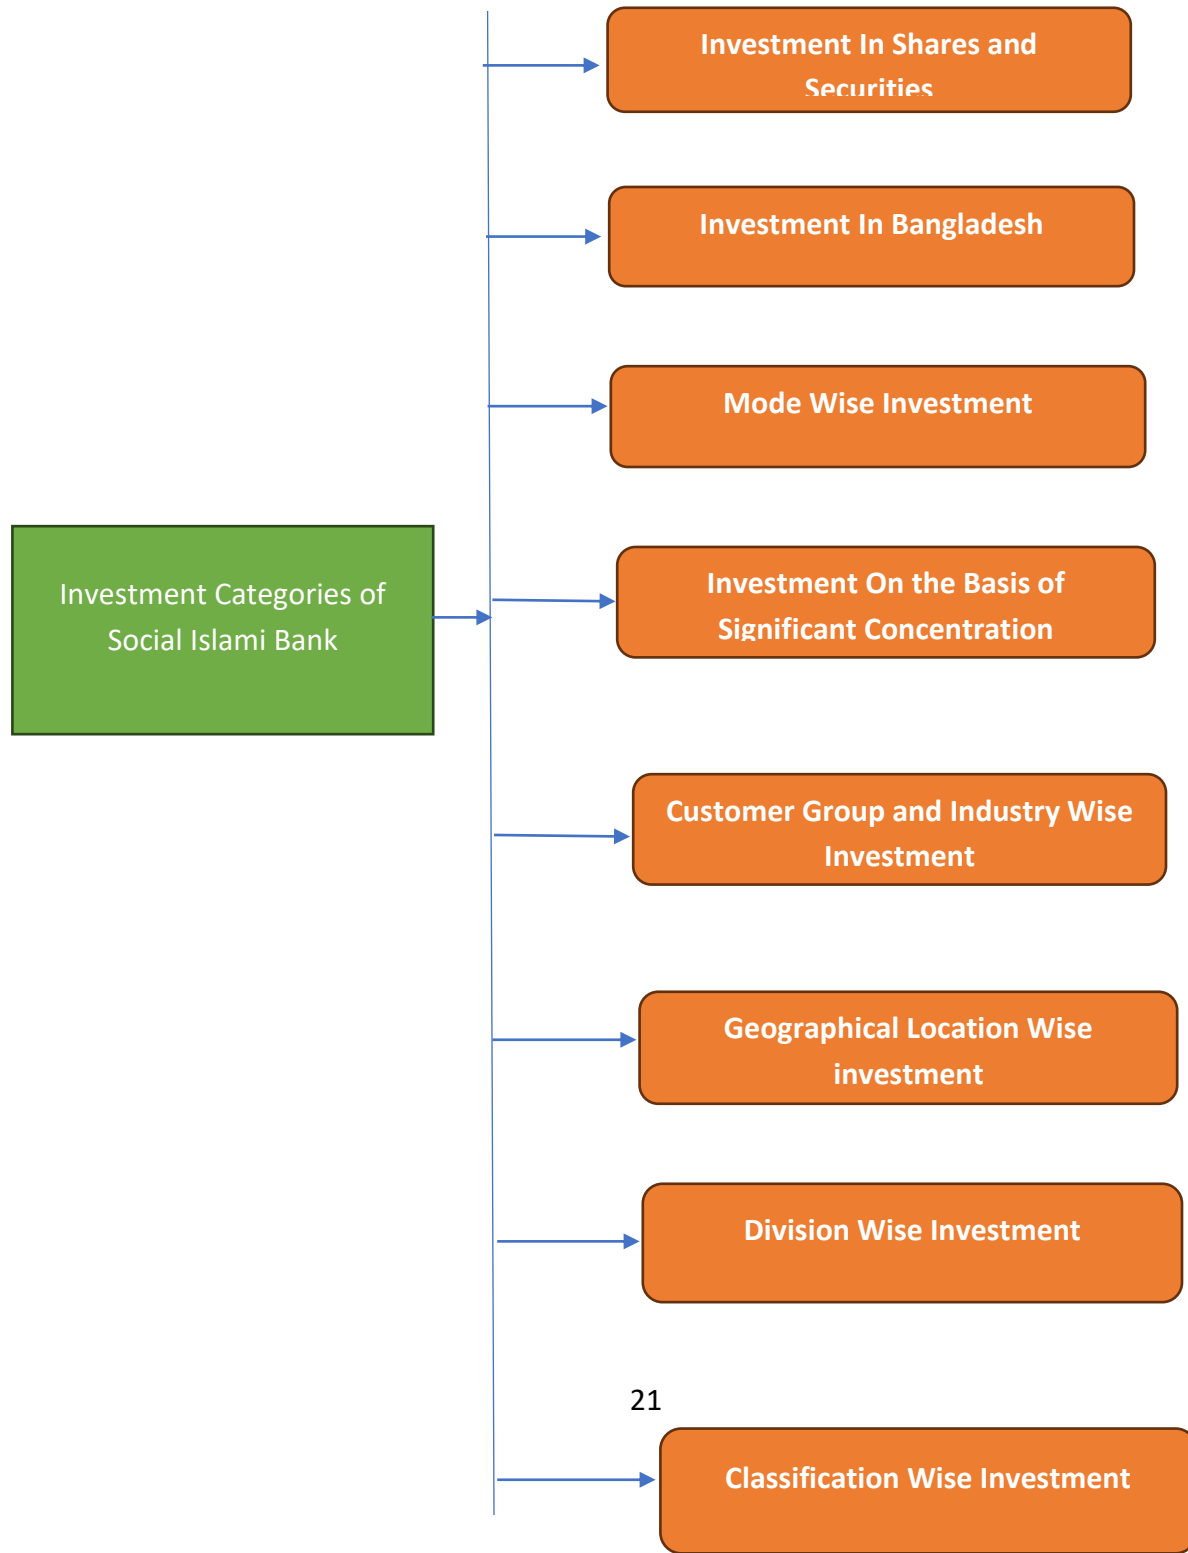 Investment In Shares and
Securities
Investment In Bangladesh
Mode Wise Investment
Investment On the Basis of
Significant Concentration
Investment Categories of
Social Islami Bank
Customer Group and Industry Wise
Investment
Geographical Location Wise
investment
Division Wise Investment
21
Classification Wise Investment